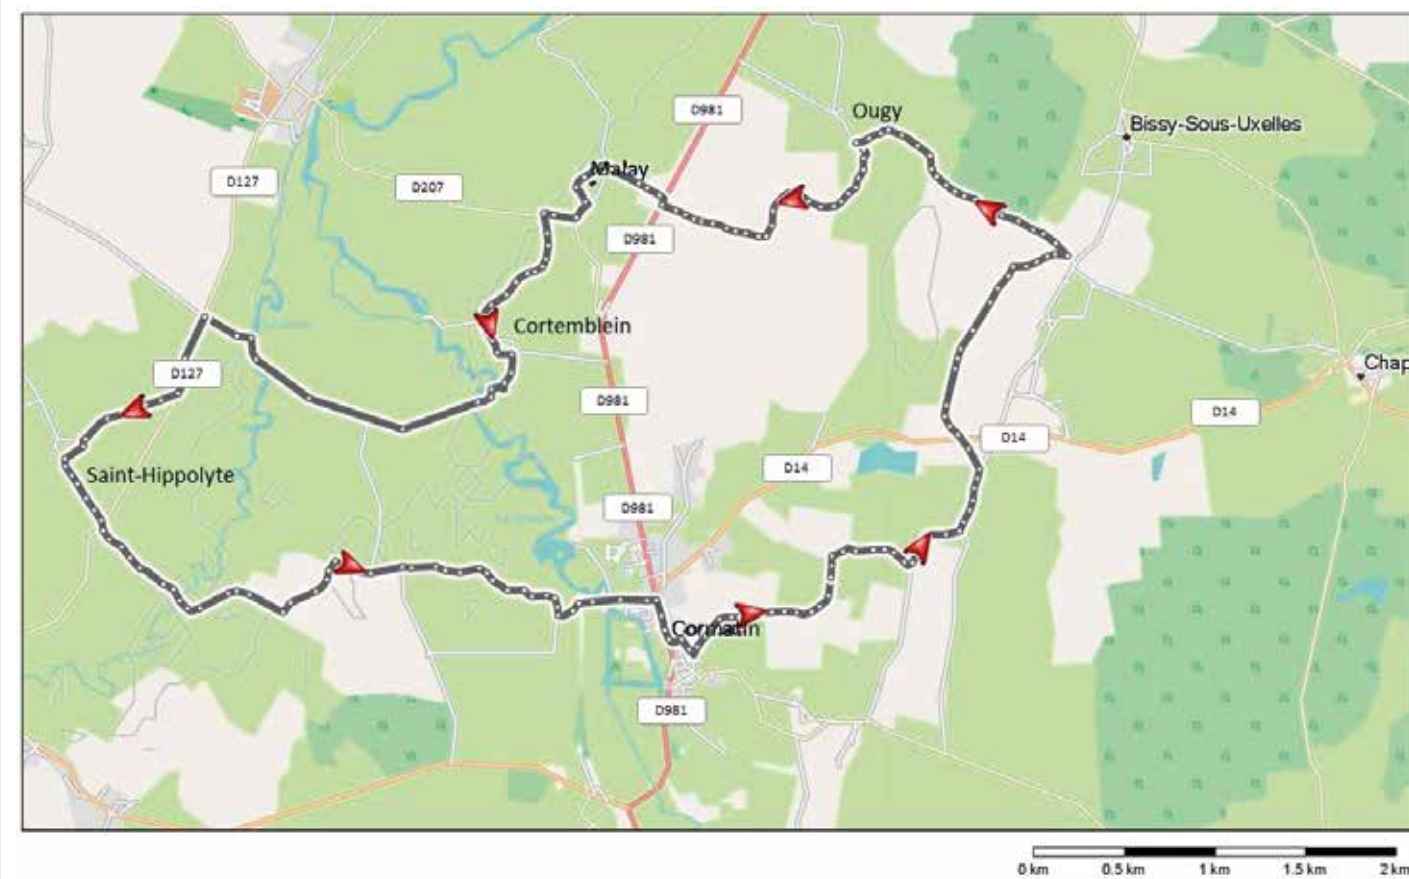 D981
Ougy
Bissy-Sous-Uxelles
Malay
D127
D207
D981
Cortemblein
Chap
D127
D981
D14
D14
D14
Saint-Hippolyte
D981
Cormatin
D981
0 km 0.5 km 1 km 1.5 km 2 km